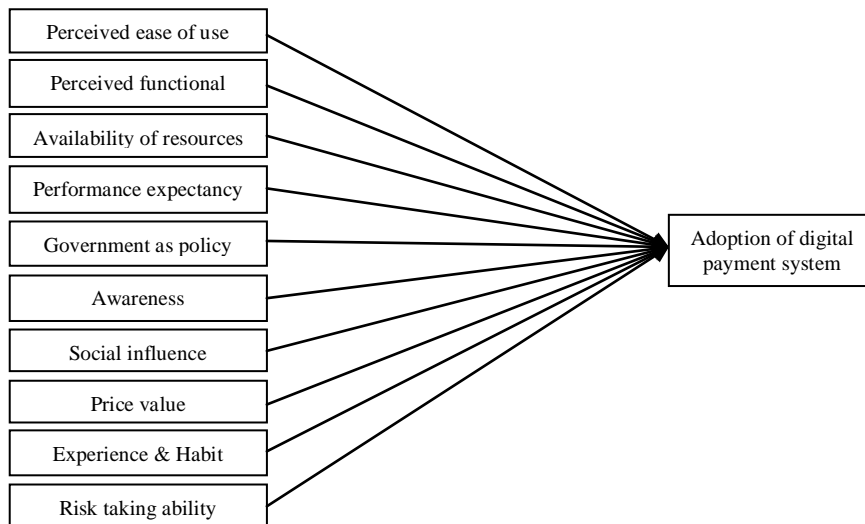 Perceived ease of use
Perceived functional
Availability of resources
Performance expectancy
Government as policy
Awareness
Social influence
Price value
Experience & Habit
Risk taking ability
Adoption of digital
payment system